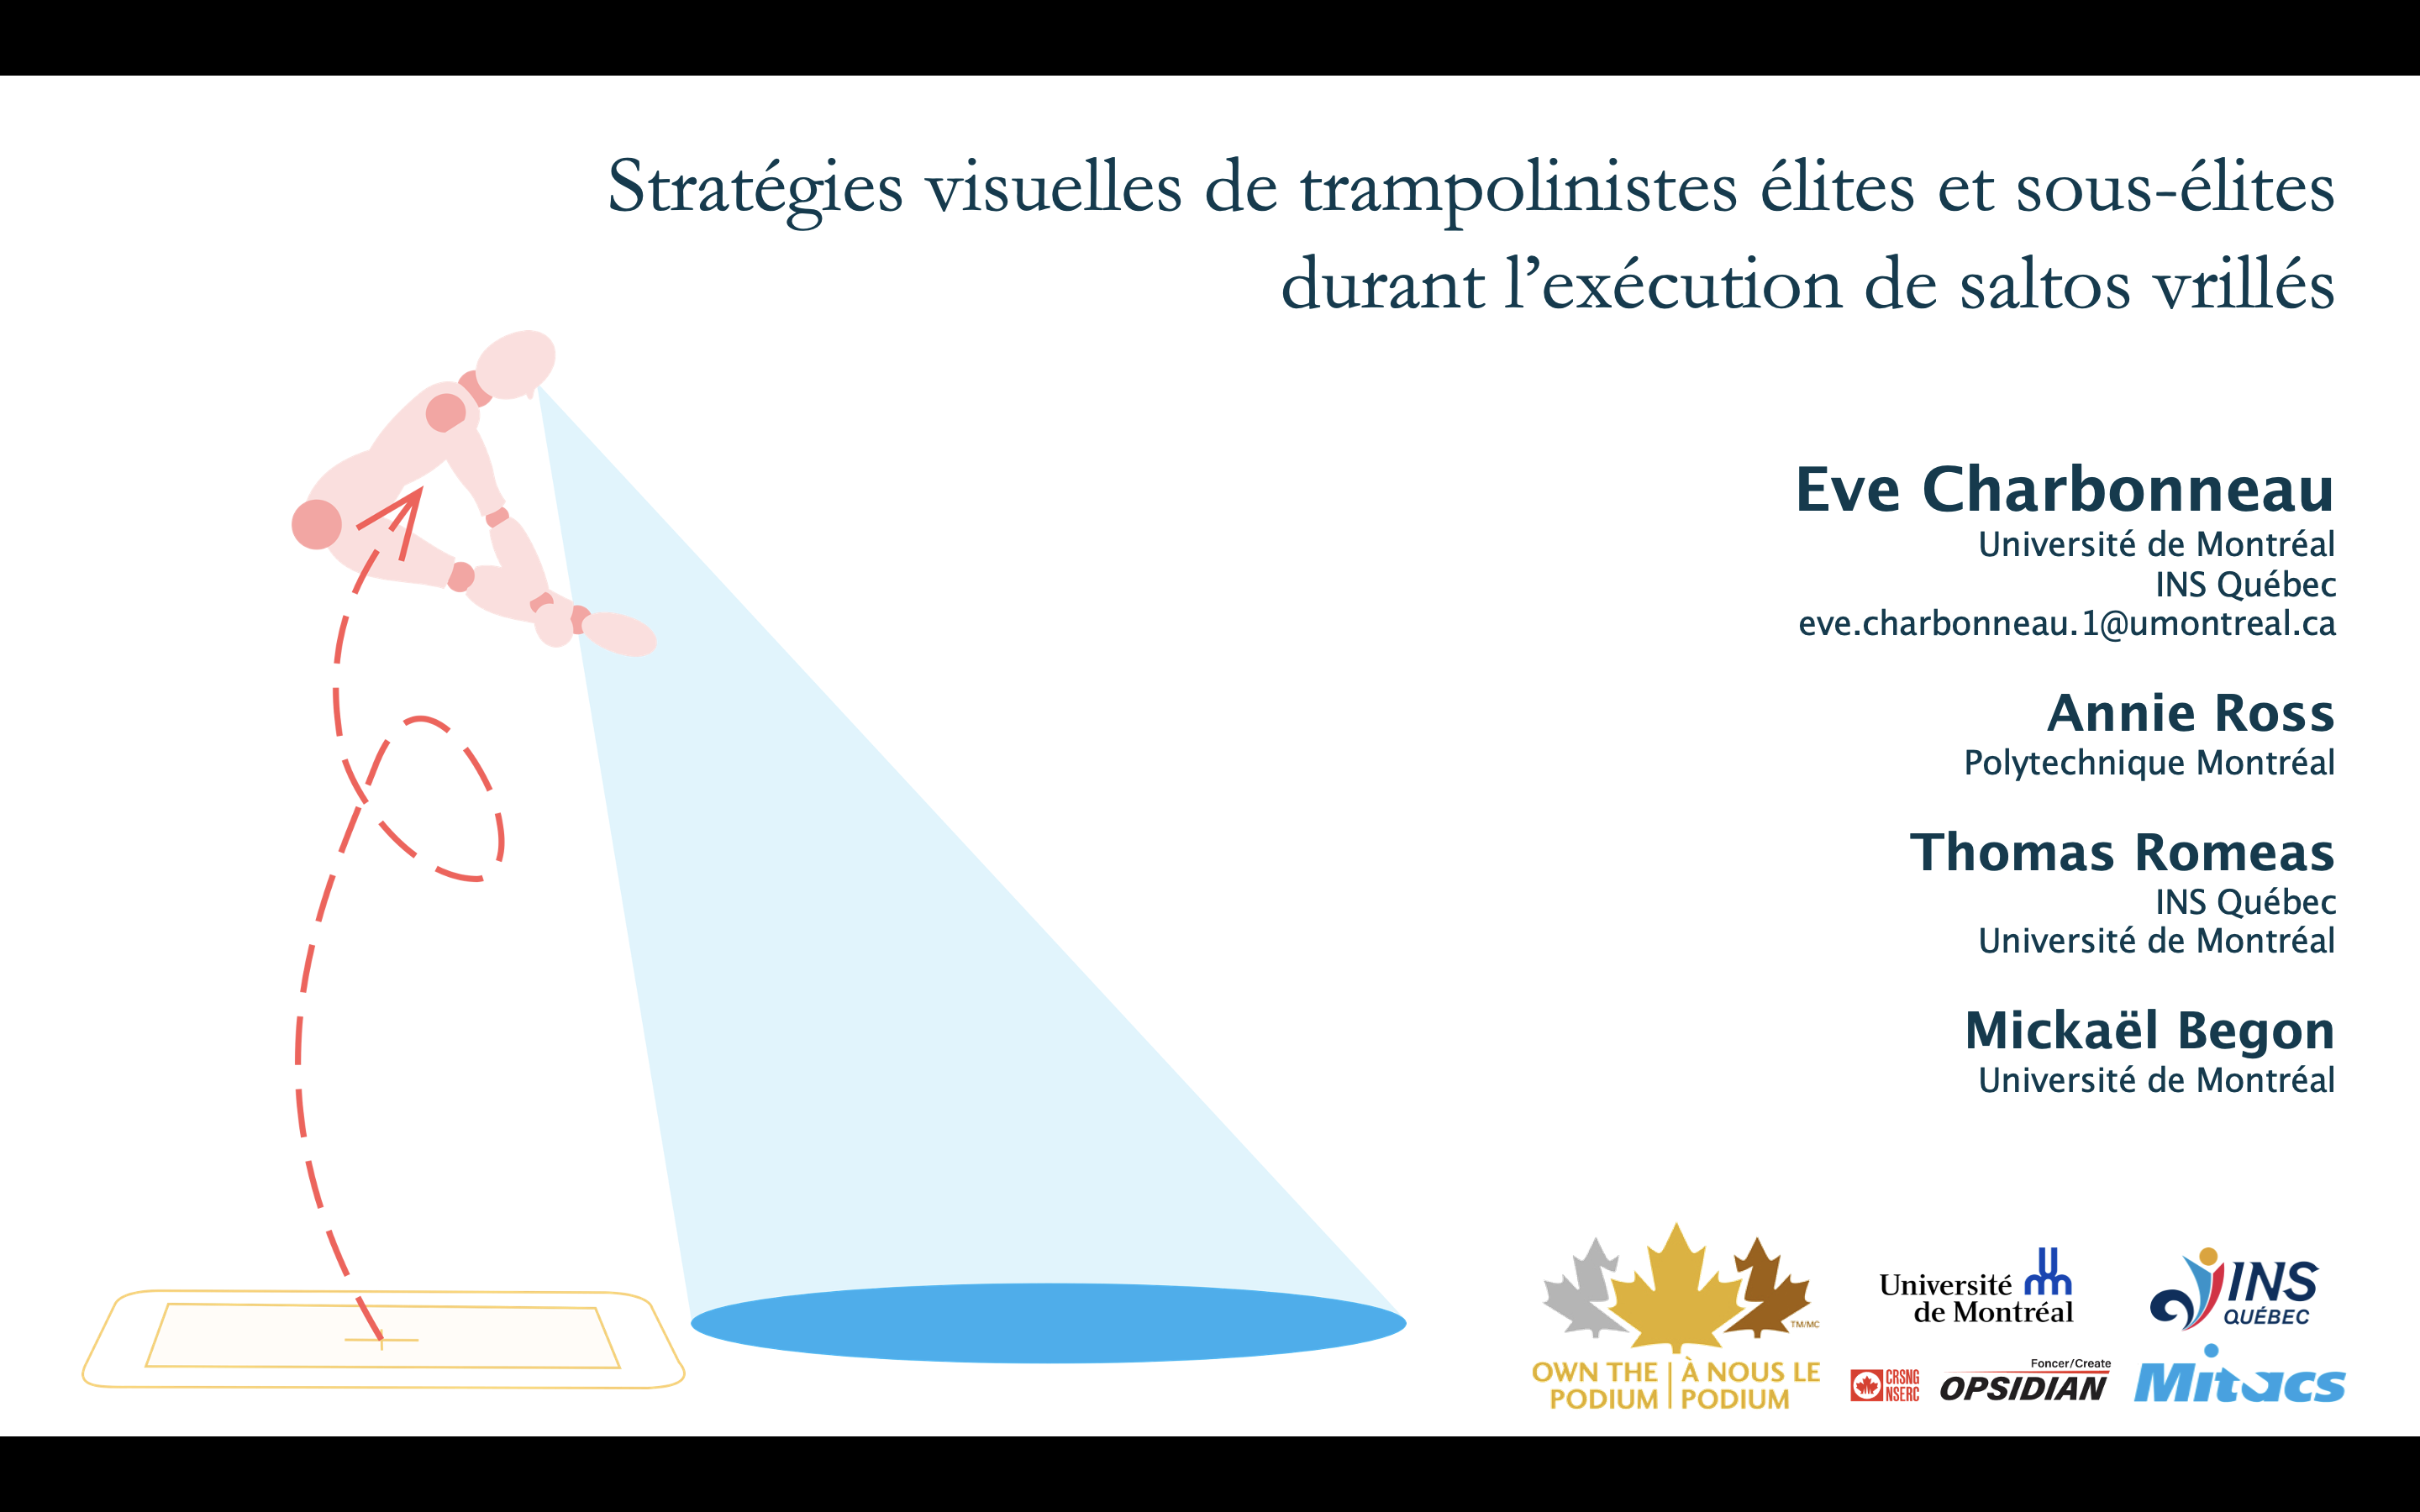 Stratégies visuelles de trampolinistes élites et sous-élites
durant l’exécution de saltos vrillés
Eve Charbonneau
Université de Montréal
INS Québec
eve.charbonneau.1@umontreal.ca
Annie Ross
Polytechnique Montréal
Thomas Romeas
INS Québec
Université de Montréal
Mickaël Begon
Université de Montréal
TM/MC
OWN THE
PODIUM
À NOUS LE
PODIUM
Université
de Montréal
INS
QUÉBEC
CRSNG
NSERC
Foncer/Create
OPSIDIAN
Mitacs